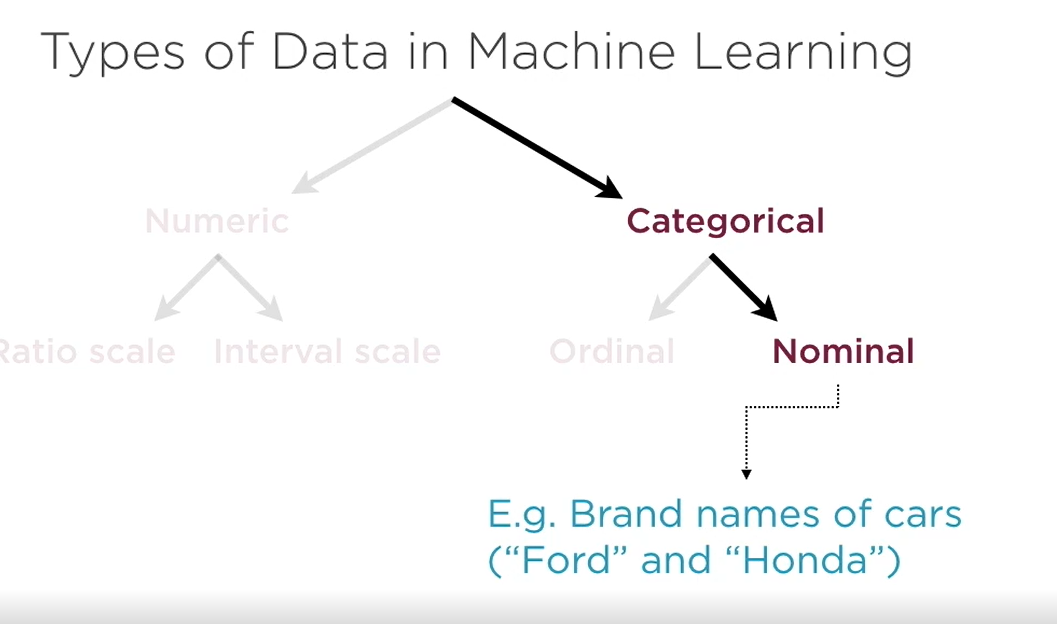 Types of Data in Machine Learning
Numeric
Categorical
Ratio scale
Interval scale
Ordinal
Nominal
E.g. Brand names of cars
(“Ford” and “Honda”)